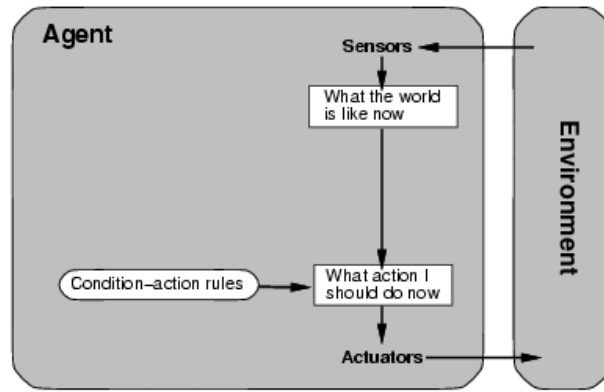 Agent
Sensors
What the world
is like now
Environment
Condition–action rules
What action I
should do now
Actuators